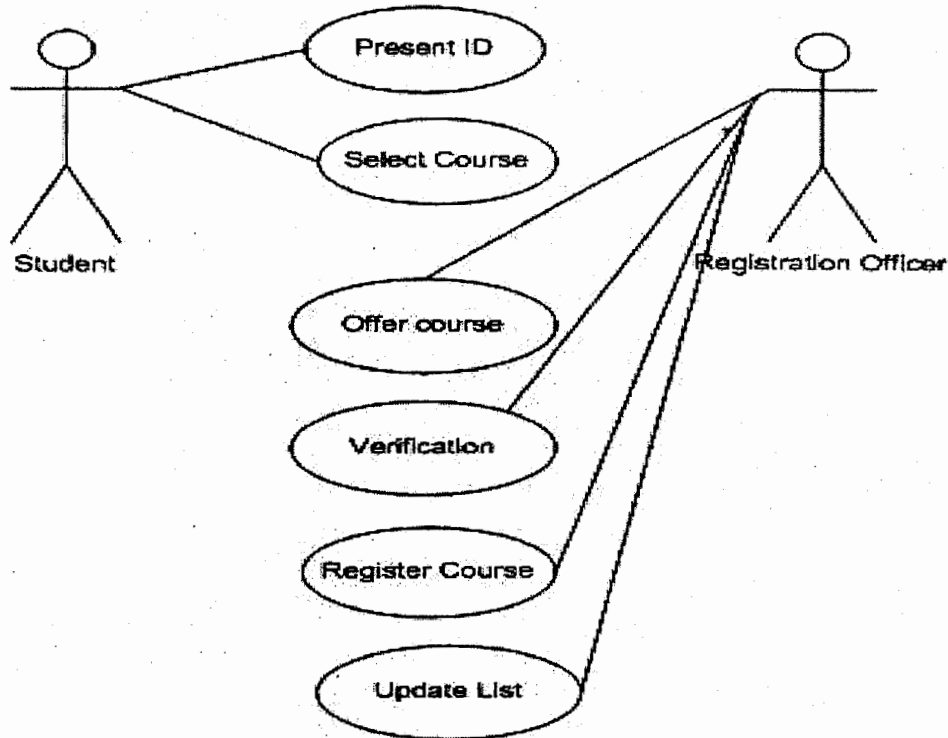 Present ID
Select Course
Student
Registration Officer
Offer course
Verification
Register Course
Update List